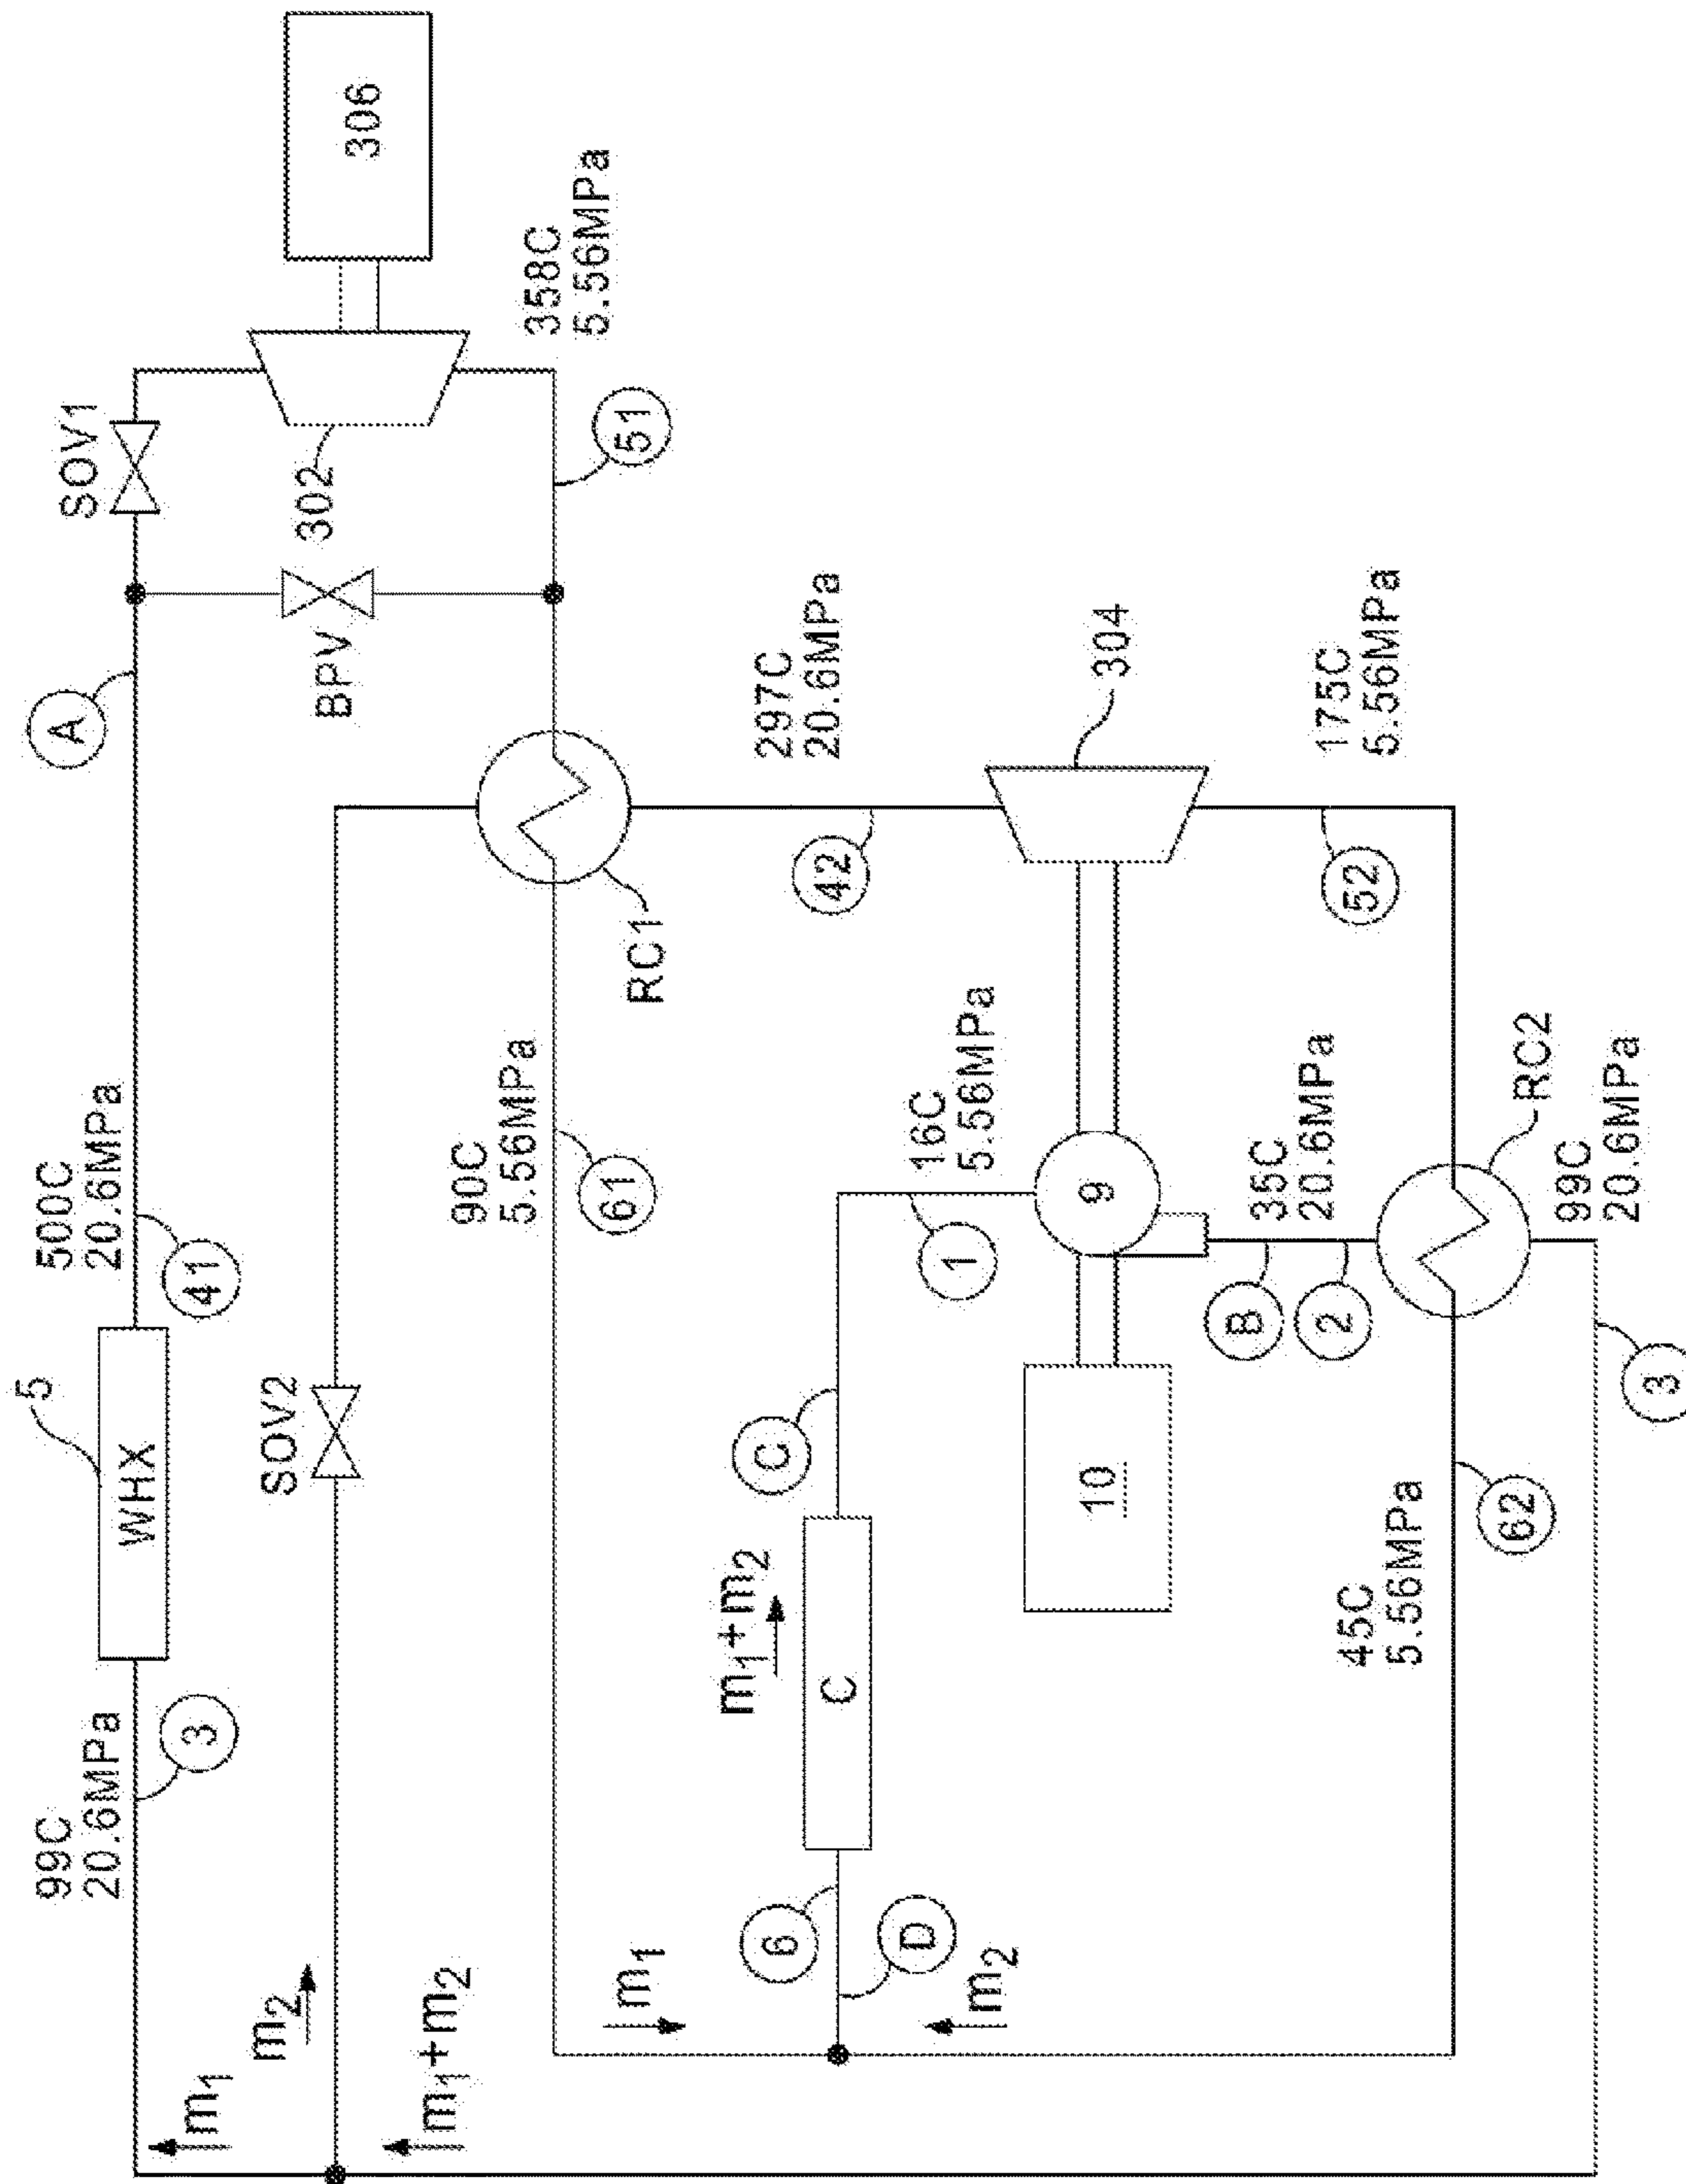 306
358C
5.56MPa
SOV1
302
51
A
BPV
297C
20.6MPa
304
175C
5.56MPa
42
52
RC1
500C
20.6MPa
41
90C
5.56MPa
61
16C
5.56MPa
1
9
35C
20.6MPa
RC2
99C
20.6MPa
B
2
3
5
WHX
SOV2
C
10
m₁+m₂
C
45C
5.56MPa
62
99C
20.6MPa
3
6
D
m₁
m₂
m₁
m₂
m₁+m₂